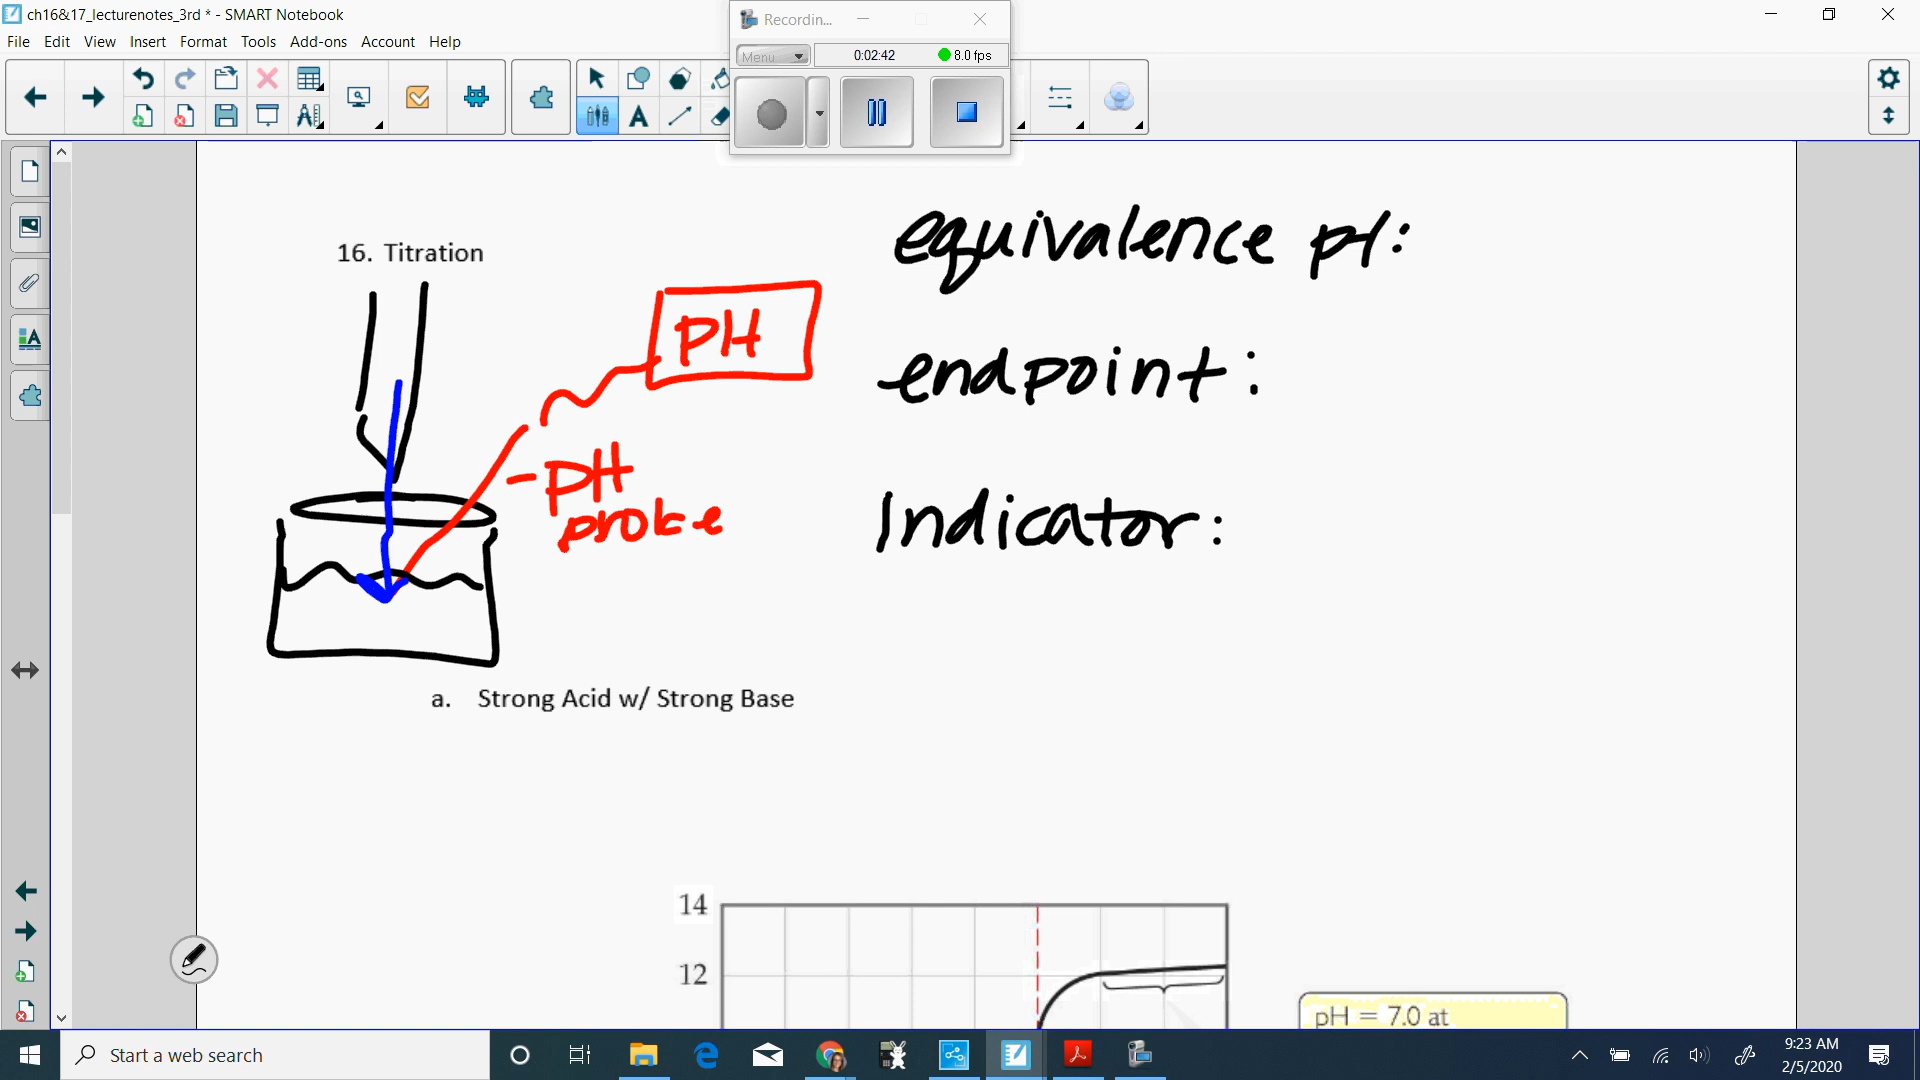 ch16&17_lecturenotes_3rd * - SMART Notebook
File Edit View Insert Format Tools Add-ons Account Help
Recordin...
Menu 0:02:42 8.0 fps
equivalence pt:
16. Titration
PH
endpoint:
-pH
probe
Indicator:
a. Strong Acid w/ Strong Base
14
12
pH = 7.0 at
Start a web search
9:23 AM
2/5/2020